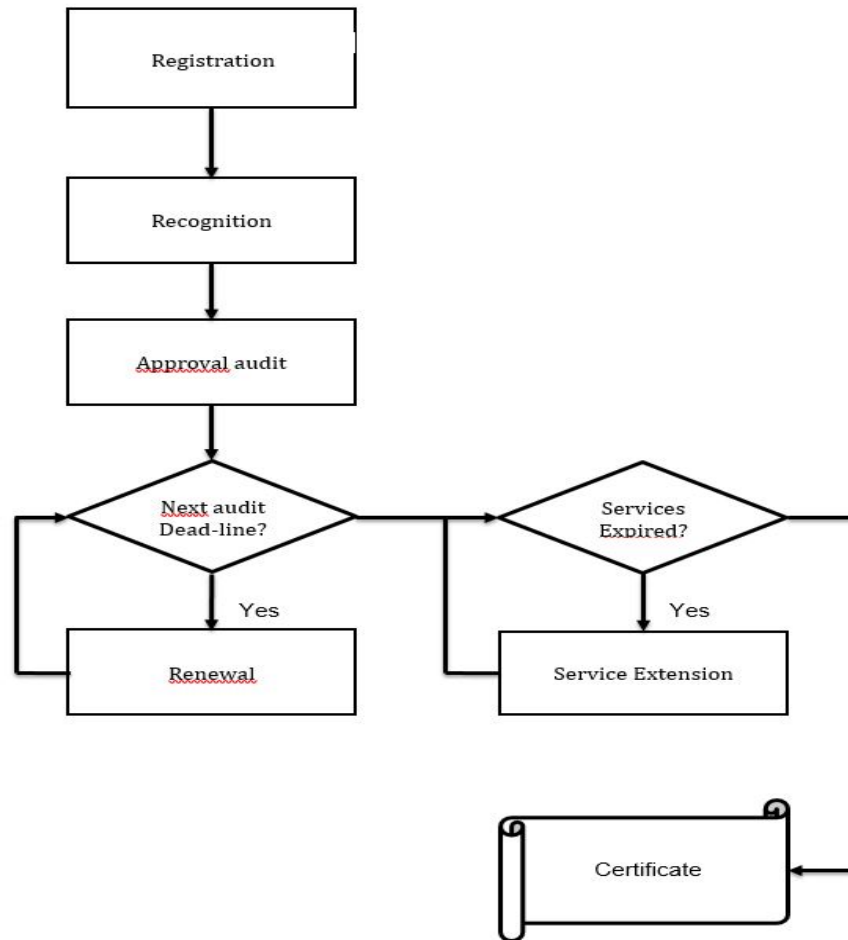 Registration
Recognition
Approval audit
Next audit
Dead-line?
Services
Expired?
Yes
Yes
Renewal
Service Extension
Certificate